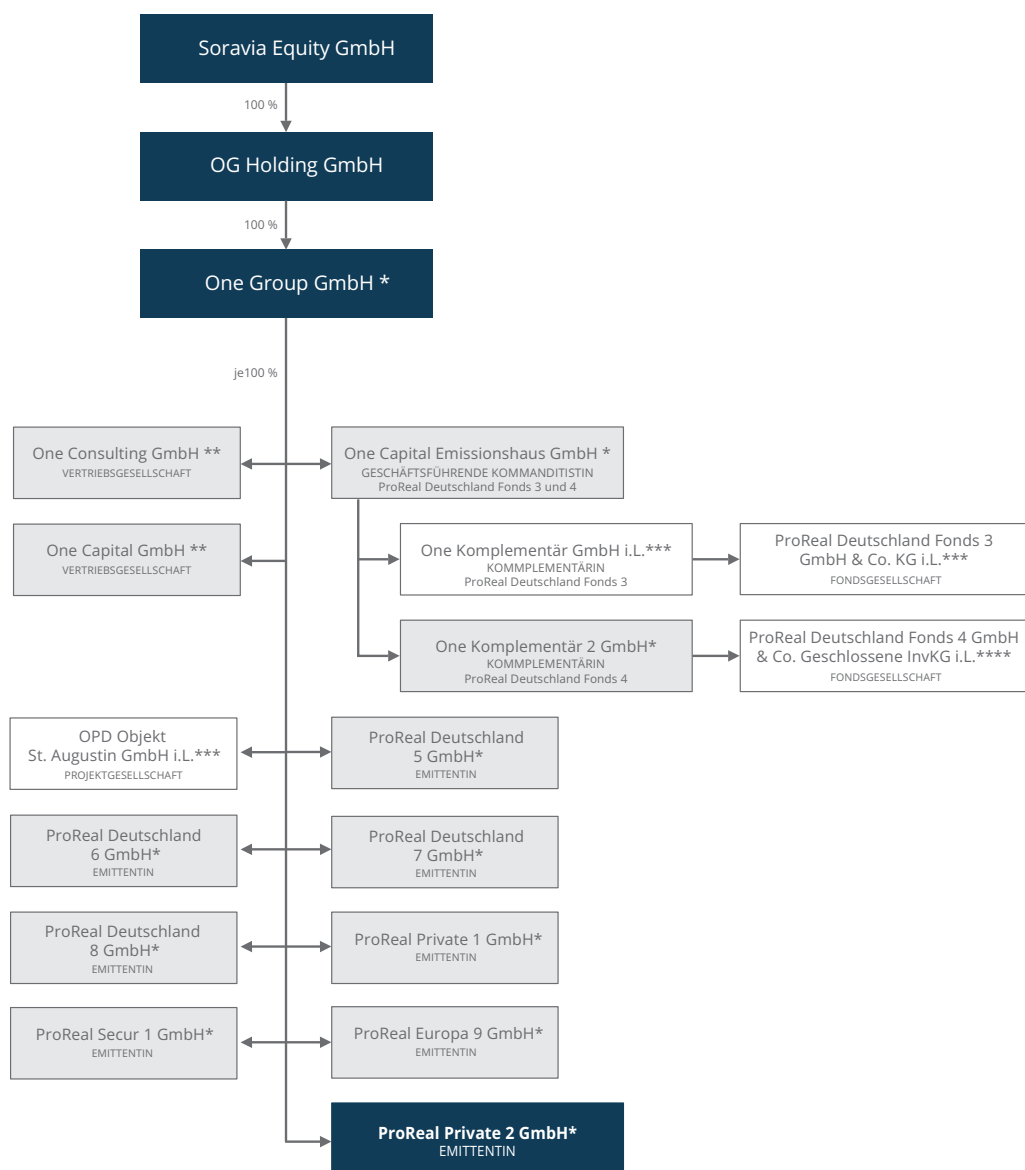 Soravia Equity GmbH
100 %
OG Holding GmbH
100 %
One Group GmbH *
je100 %
One Consulting GmbH **
VERTRIEBSGESELLSCHAFT
One Capital Emissionshaus GmbH *
GESCHÄFTSFÜHRENDE KOMMANDITISTIN
ProReal Deutschland Fonds 3 und 4
One Capital GmbH **
VERTRIEBSGESELLSCHAFT
One Komplementär GmbH i.L.***
KOMMPLEMENTÄRIN
ProReal Deutschland Fonds 3
ProReal Deutschland Fonds 3
GmbH & Co. KG i.L.***
FONDSGESELLSCHAFT
One Komplementär 2 GmbH*
KOMMPLEMENTÄRIN
ProReal Deutschland Fonds 4
ProReal Deutschland Fonds 4 GmbH
& Co. Geschlossene InvKG i.L.****
FONDSGESELLSCHAFT
OPD Objekt
St. Augustin GmbH i.L.***
PROJEKTGESELLSCHAFT
ProReal Deutschland
5 GmbH*
EMITTENTIN
ProReal Deutschland
6 GmbH*
EMITTENTIN
ProReal Deutschland
7 GmbH*
EMITTENTIN
ProReal Deutschland
8 GmbH*
EMITTENTIN
ProReal Private 1 GmbH*
EMITTENTIN
ProReal Secur 1 GmbH*
EMITTENTIN
ProReal Europa 9 GmbH*
EMITTENTIN
ProReal Private 2 GmbH*
EMITTENTIN